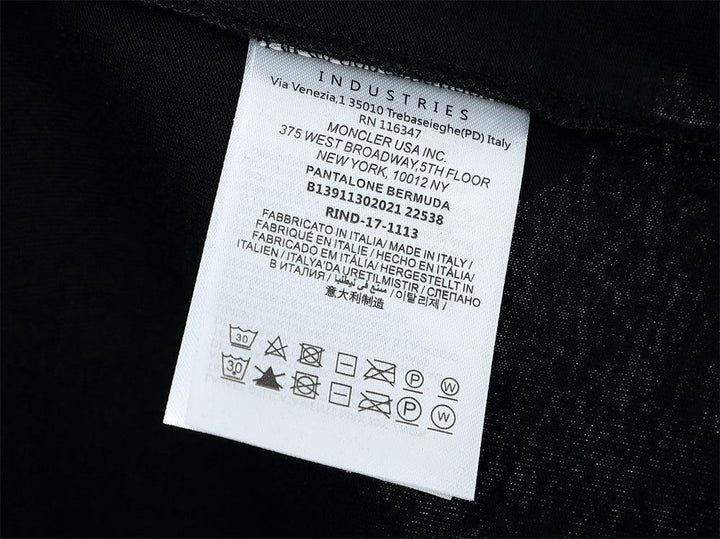 INDUSTRIES
Via Venezia,1 35010 Trebaseieghe(PD) Italy
RN 116347
MONCLER USA INC.
375 WEST BROADWAY,5TH FLOOR
NEW YORK, 10012 NY
PANTALONE BERMUDA
B13911302021 22538
RIND-17-1113
FABBRICATO IN ITALIA/ MADE IN ITALY /
FABRIQUÉ EN ITALIE / HECHO EN ITALIA/
FABRICADO EM ITÁLIA/ HERGESTELLT IN
ITALIEN / ITALYA'DA URETILMISTIR / СЛЕПАНО
В ИТАЛИЯ / صنع في ايطليا / 이탈리제 /
意大利制造
30 P W
30 P W